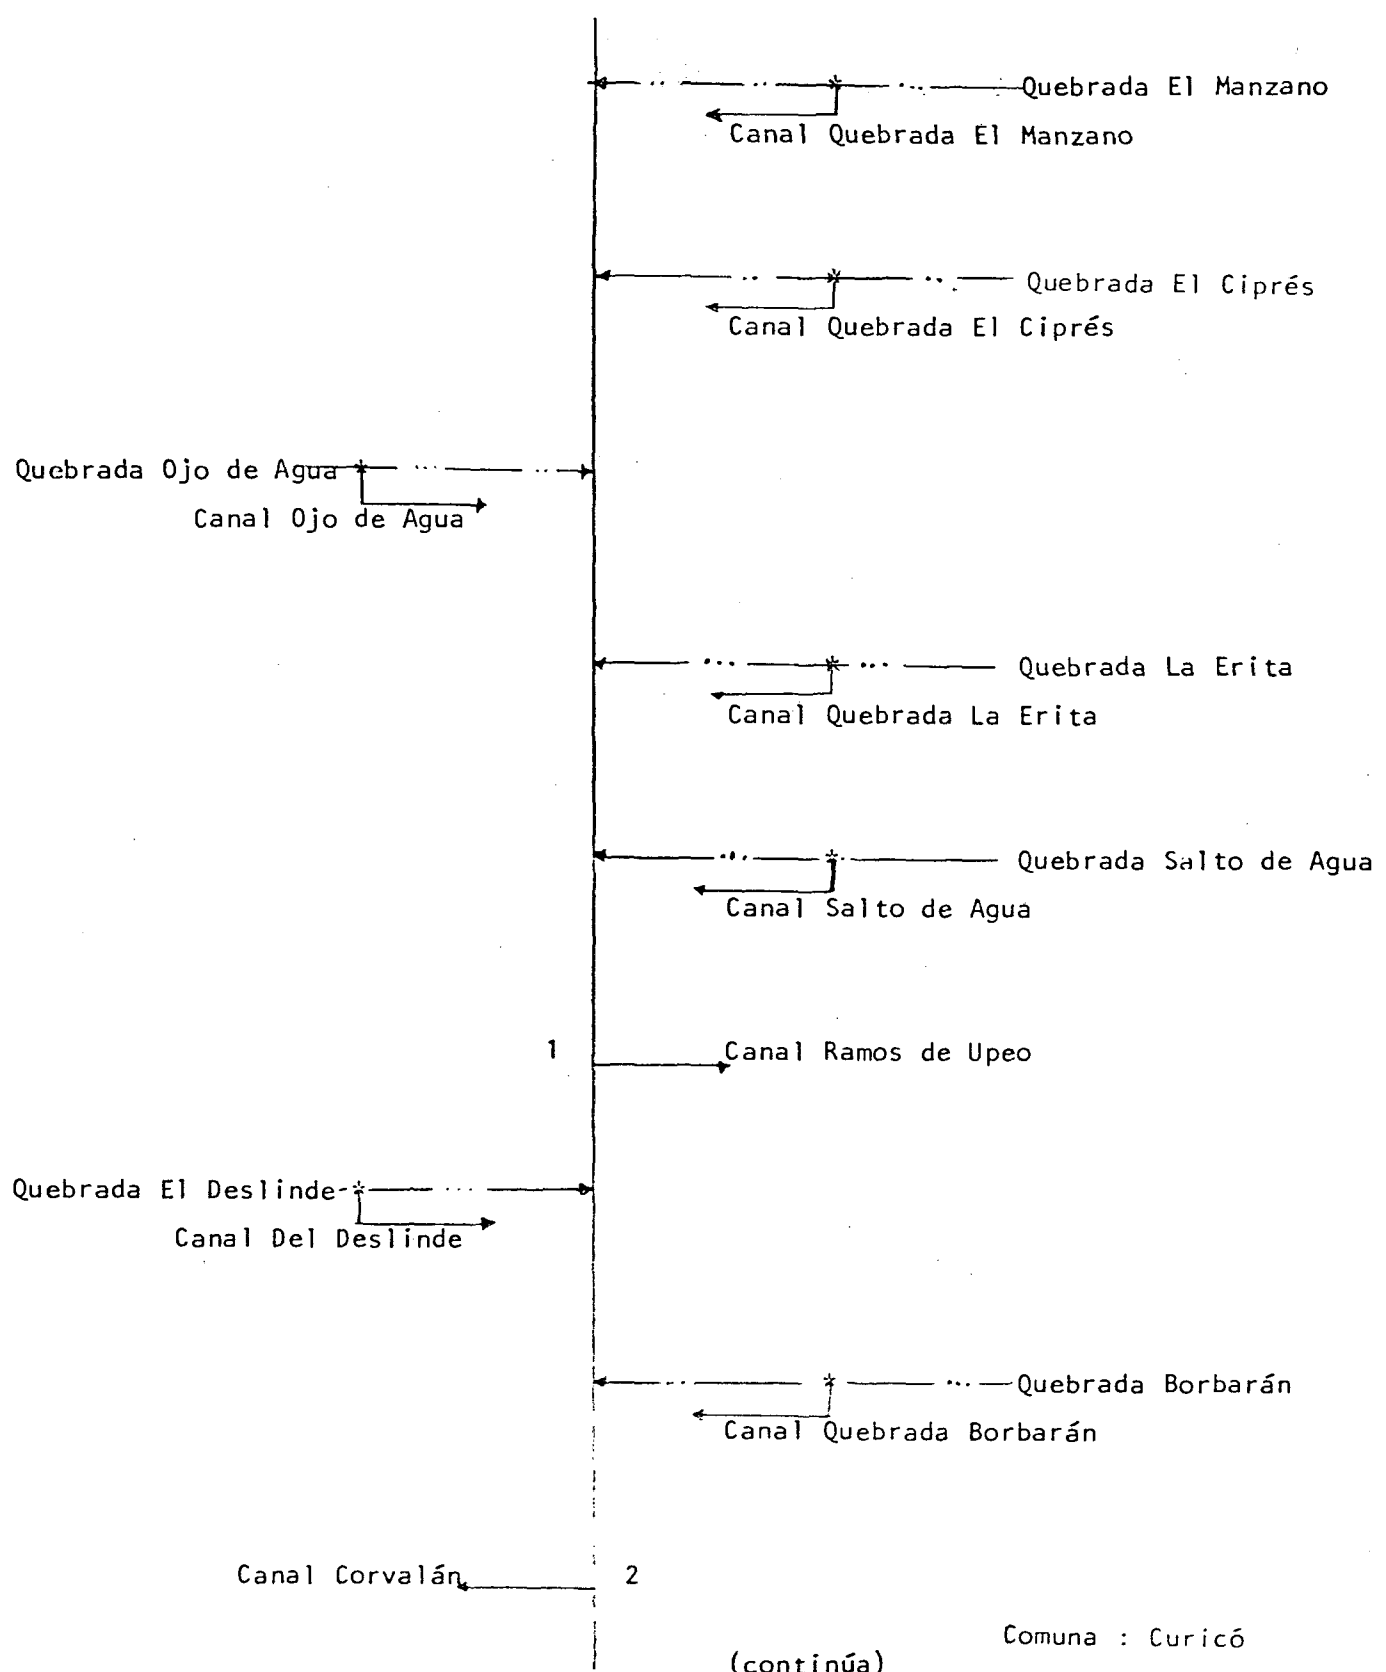 Quebrada El Manzano
Canal Quebrada El Manzano
Quebrada El Ciprés
Canal Quebrada El Ciprés
Quebrada Ojo de Agua
Canal Ojo de Agua
Quebrada La Erita
Canal Quebrada La Erita
Quebrada Salto de Agua
Canal Salto de Agua
1
Canal Ramos de Upeo
Quebrada El Deslinde
Canal Del Deslinde
Quebrada Borbarán
Canal Quebrada Borbarán
Canal Corvalán
2
Comuna : Curicó
(continúa)